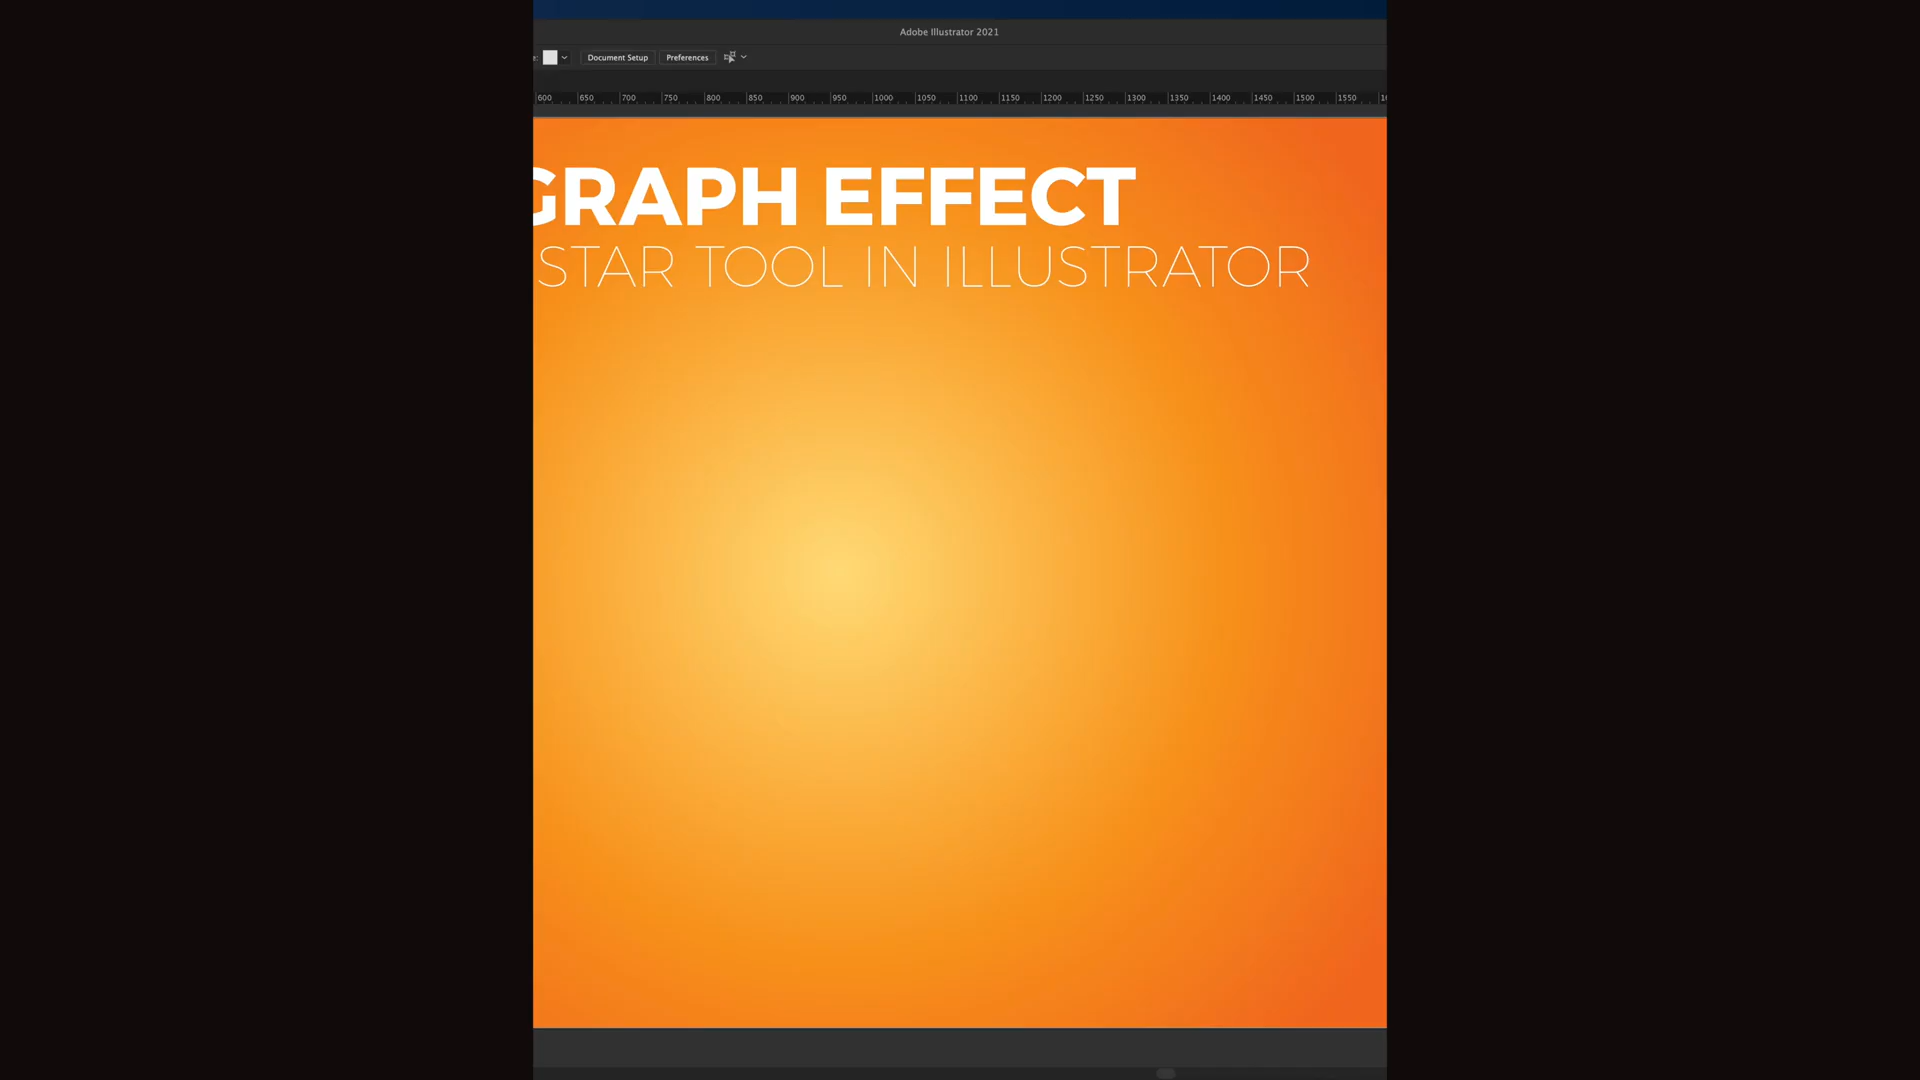 Adobe Illustrator 2021
Document Setup Preferences
600 650 700 750 800 850 900 950 1000 1050 1100 1150 1200 1250 1300 1350 1400 1450 1500 1550
GRAPH EFFECT
STAR TOOL IN ILLUSTRATOR